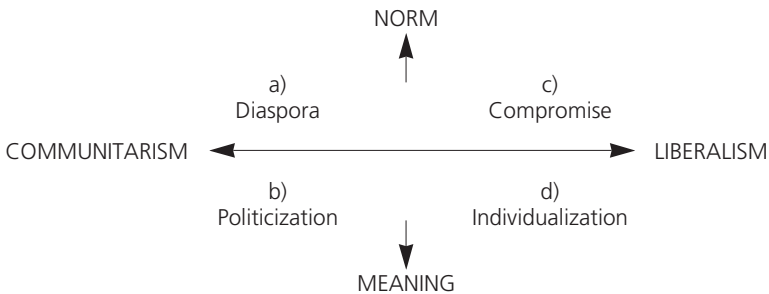 NORM
a)
Diaspora
c)
Compromise
COMMUNITARISM
LIBERALISM
b)
Politicization
d)
Individualization
MEANING